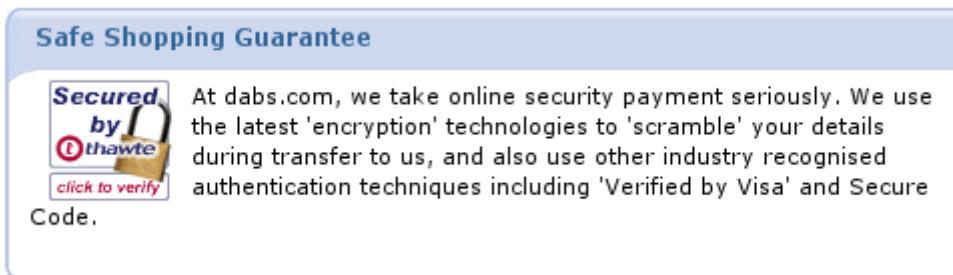 Safe Shopping Guarantee
Secured
by
thawte
click to verify
At dabs.com, we take online security payment seriously. We use
the latest 'encryption' technologies to 'scramble' your details
during transfer to us, and also use other industry recognised
authentication techniques including 'Verified by Visa' and Secure
Code.